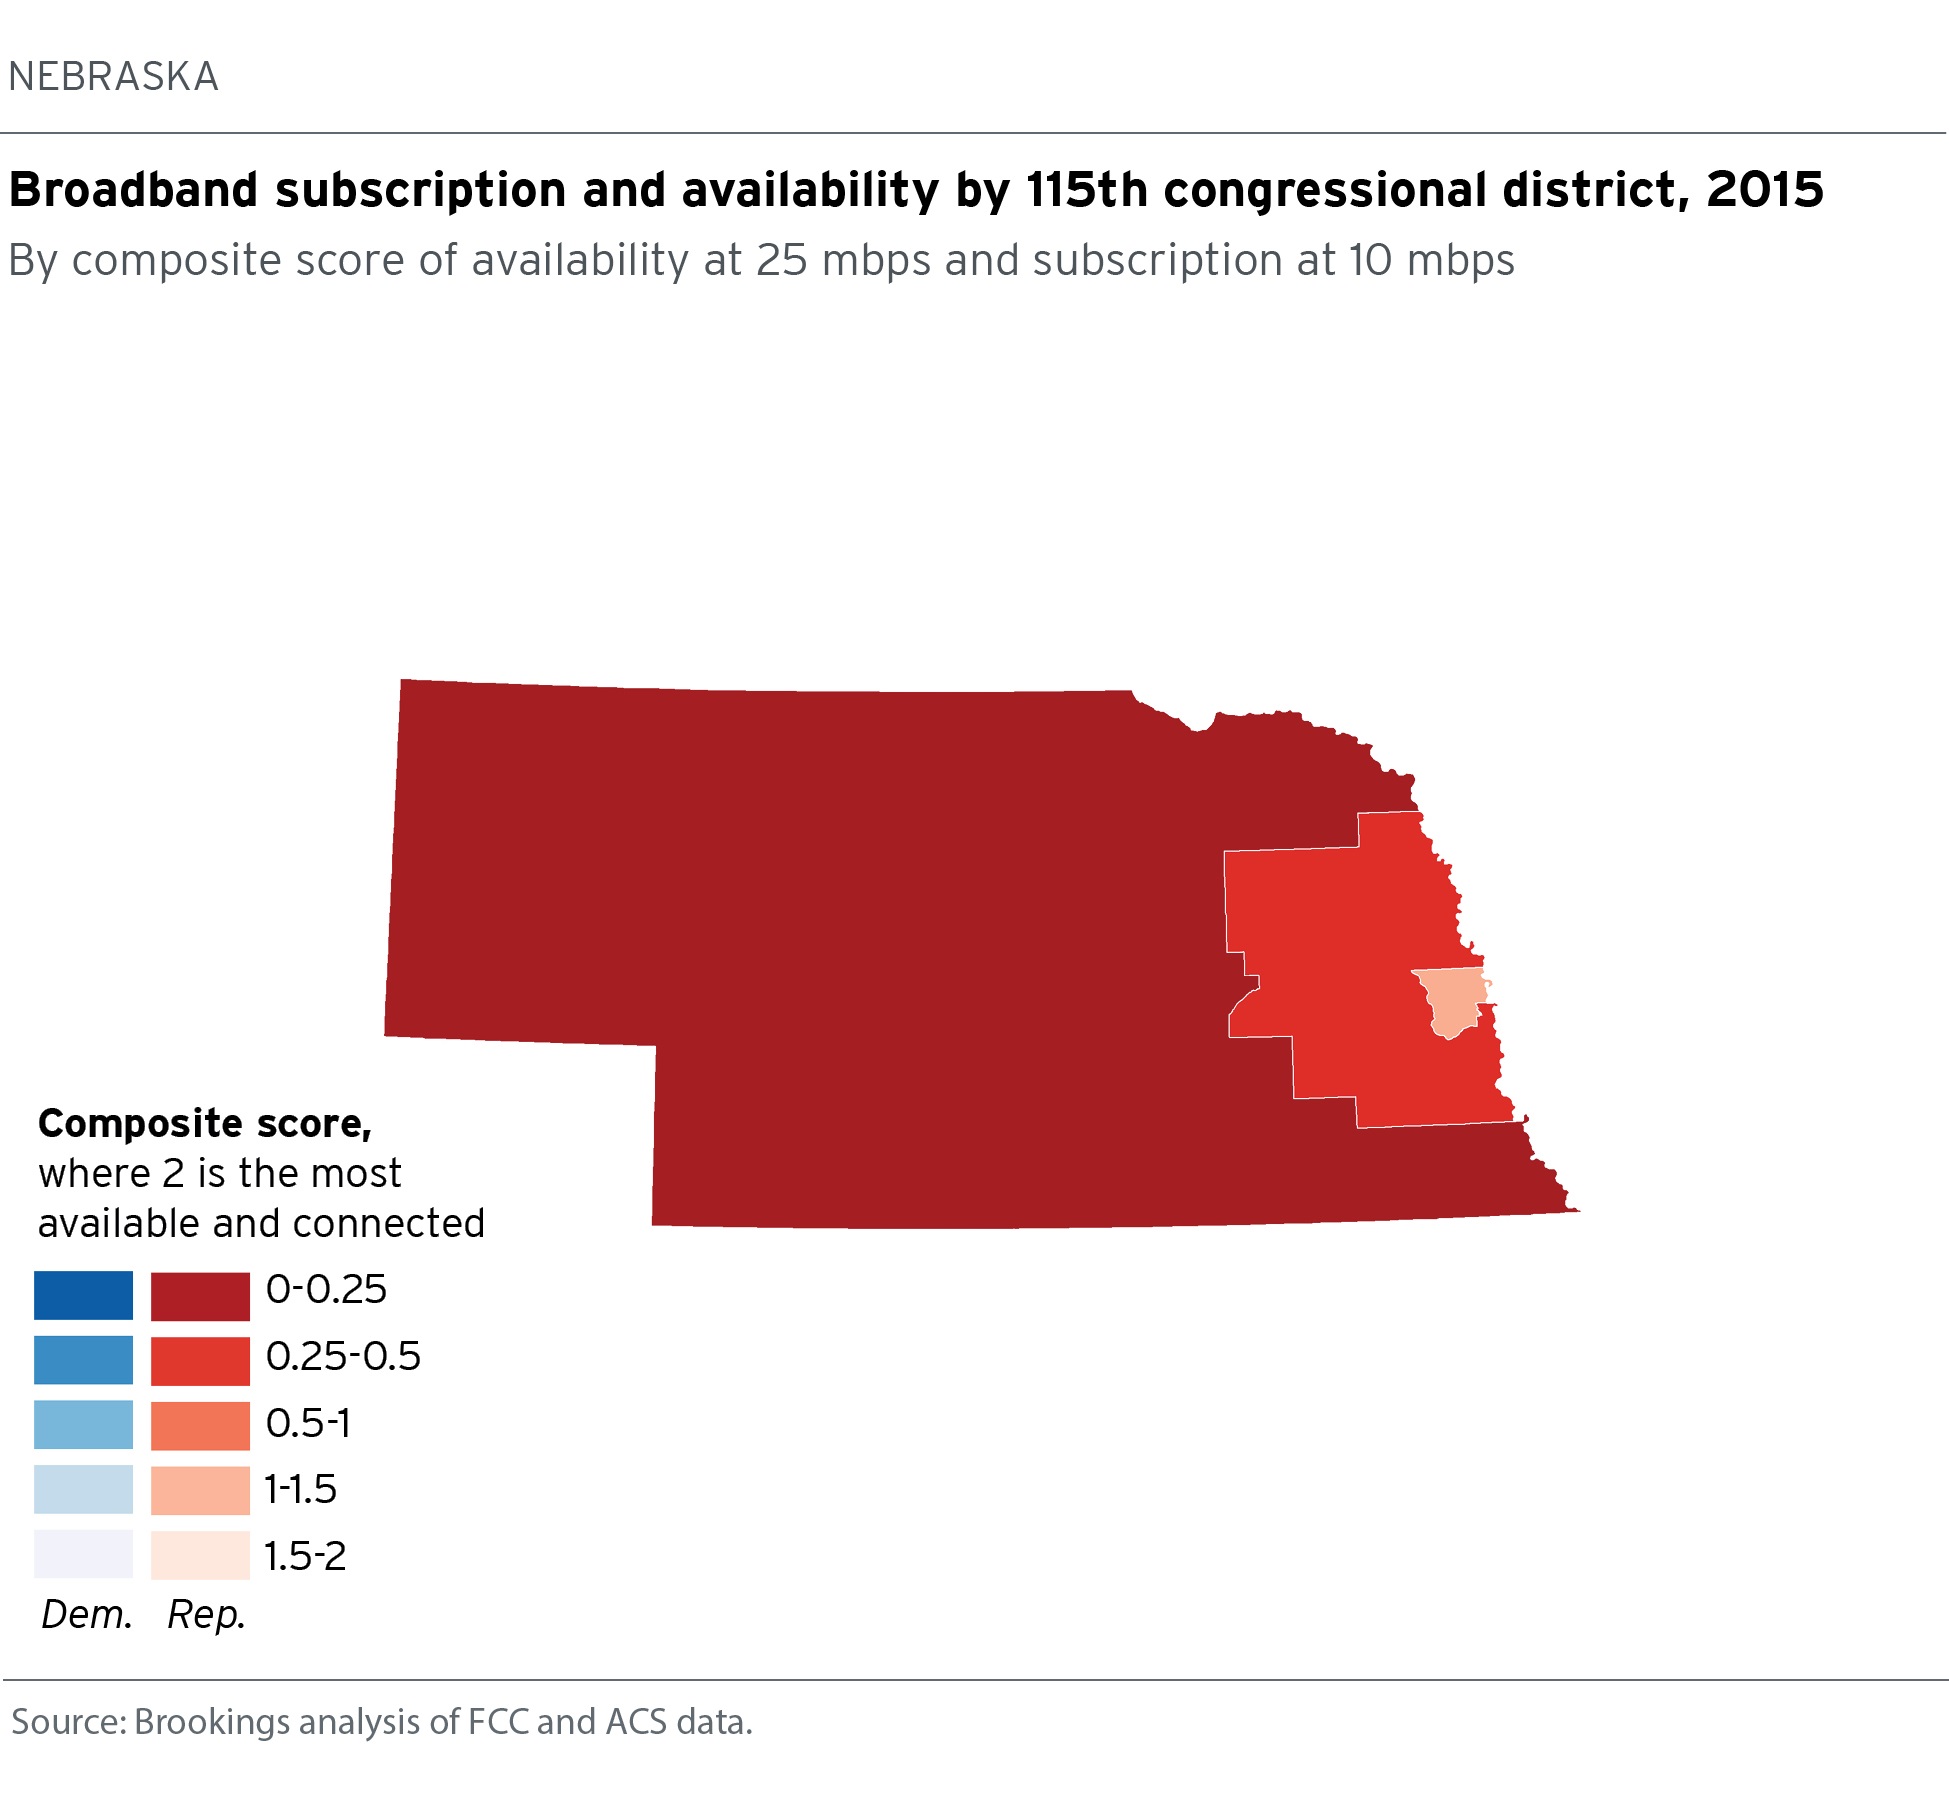 NEBRASKA
Broadband subscription and availability by 115th congressional district, 2015
By composite score of availability at 25 mbps and subscription at 10 mbps
Composite score,
where 2 is the most
available and connected
0-0.25
0.25-0.5
0.5-1
1-1.5
1.5-2
Dem. Rep.
Source: Brookings analysis of FCC and ACS data.